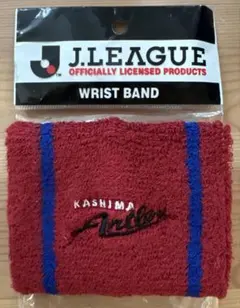 J.LEAGUE
OFFICIALLY LICENSED PRODUCTS
WRIST BAND
KASHIMA
Antlers